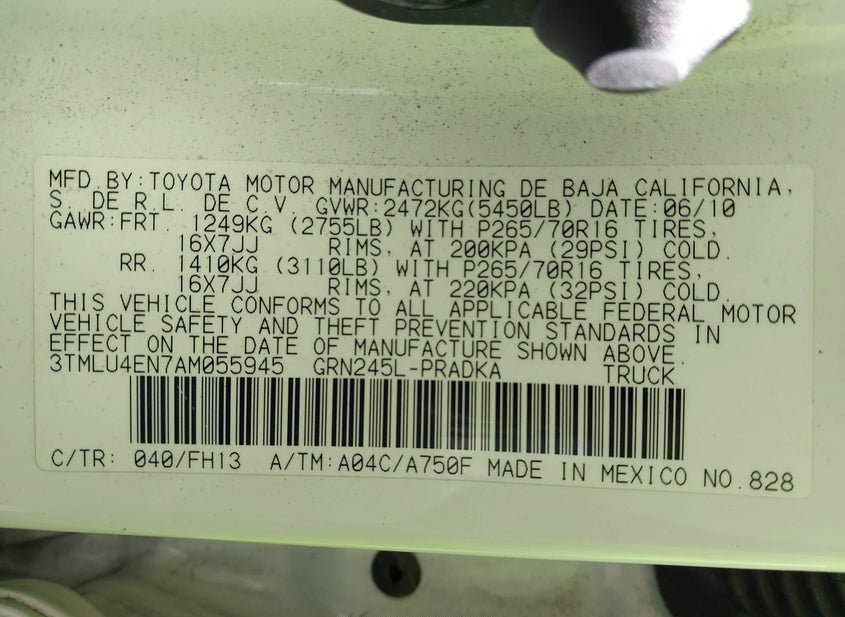 MFD. BY: TOYOTA MOTOR MANUFACTURING DE BAJA CALIFORNIA,
S. DE R.L. DE C.V. GVWR:2472KG(5450LB) DATE:06/10
GAWR:FRT. 1249KG (2755LB) WITH P265/70R16 TIRES,
16X7JJ RIMS, AT 200KPA (29PSI) COLD.
RR. 1410KG (3110LB) WITH P265/70R16 TIRES,
16X7JJ RIMS, AT 220KPA (32PSI) COLD.
THIS VEHICLE CONFORMS TO ALL APPLICABLE FEDERAL MOTOR
VEHICLE SAFETY AND THEFT PREVENTION STANDARDS IN
EFFECT ON THE DATE OF MANUFACTURE SHOWN ABOVE.
3TMLU4EN7AM055945 GRN245L-PRADKA TRUCK
C/TR: 040/FH13 A/TM:A04C/A750F MADE IN MEXICO NO.828